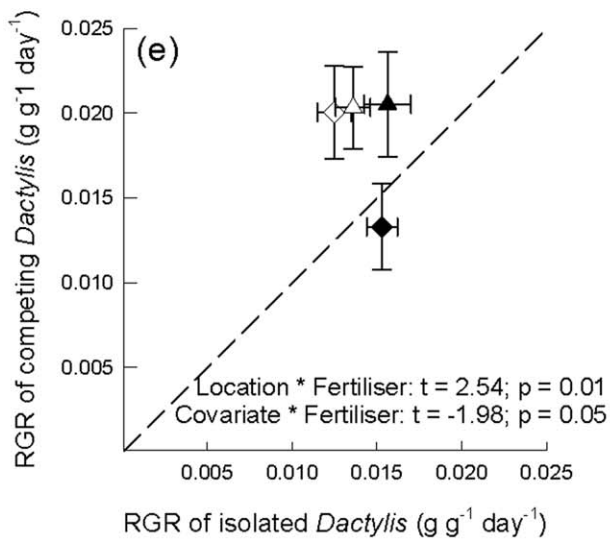 (e)
RGR of competing Dactylis (g g-1 day⁻¹)
0.025
0.020
0.015
0.010
0.005
Location * Fertiliser: t = 2.54; p = 0.01
Covariate * Fertiliser: t = -1.98; p = 0.05
0.005 0.010 0.015 0.020 0.025
RGR of isolated Dactylis (g g⁻¹ day⁻¹)